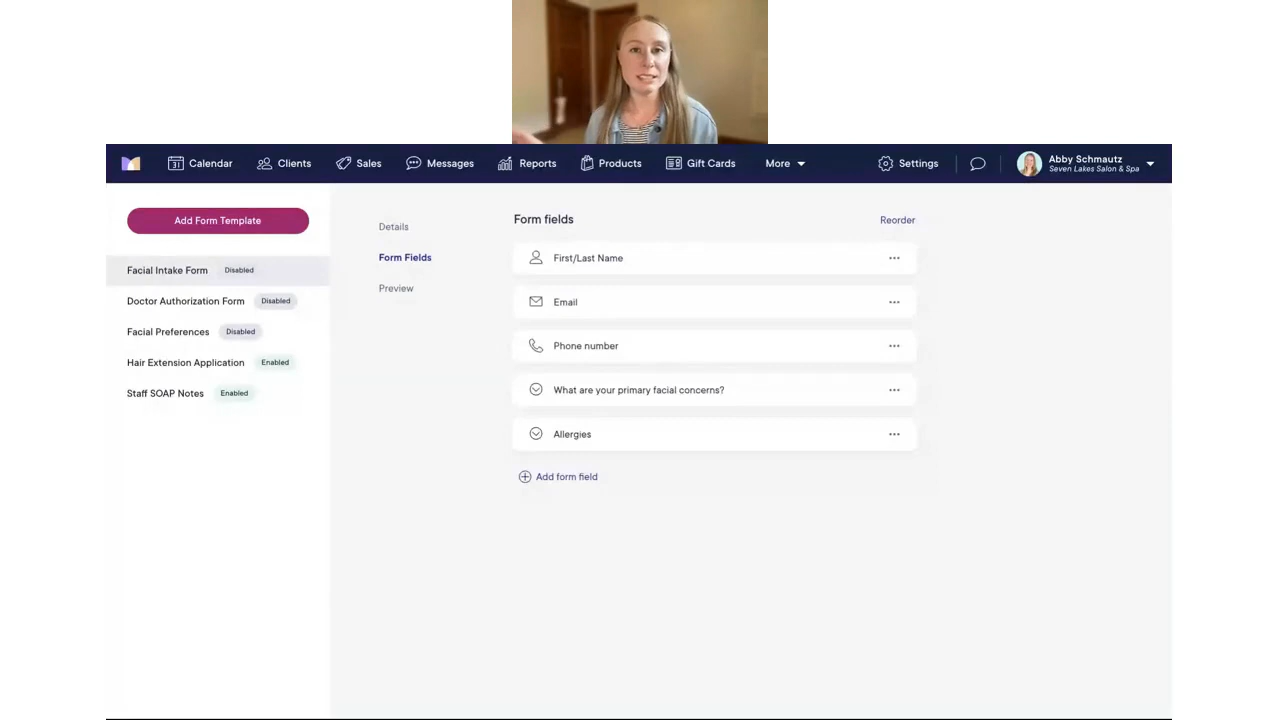 Calendar Clients Sales Messages Reports Products Gift Cards More Settings Abby Schmautz
Seven Lakes Salon & Spa
Add Form Template
Facial Intake Form Disabled
Doctor Authorization Form Disabled
Facial Preferences Disabled
Hair Extension Application Enabled
Staff SOAP Notes Enabled
Details
Form Fields
Preview
Form fields Reorder
First/Last Name
Email
Phone number
What are your primary facial concerns?
Allergies
Add form field